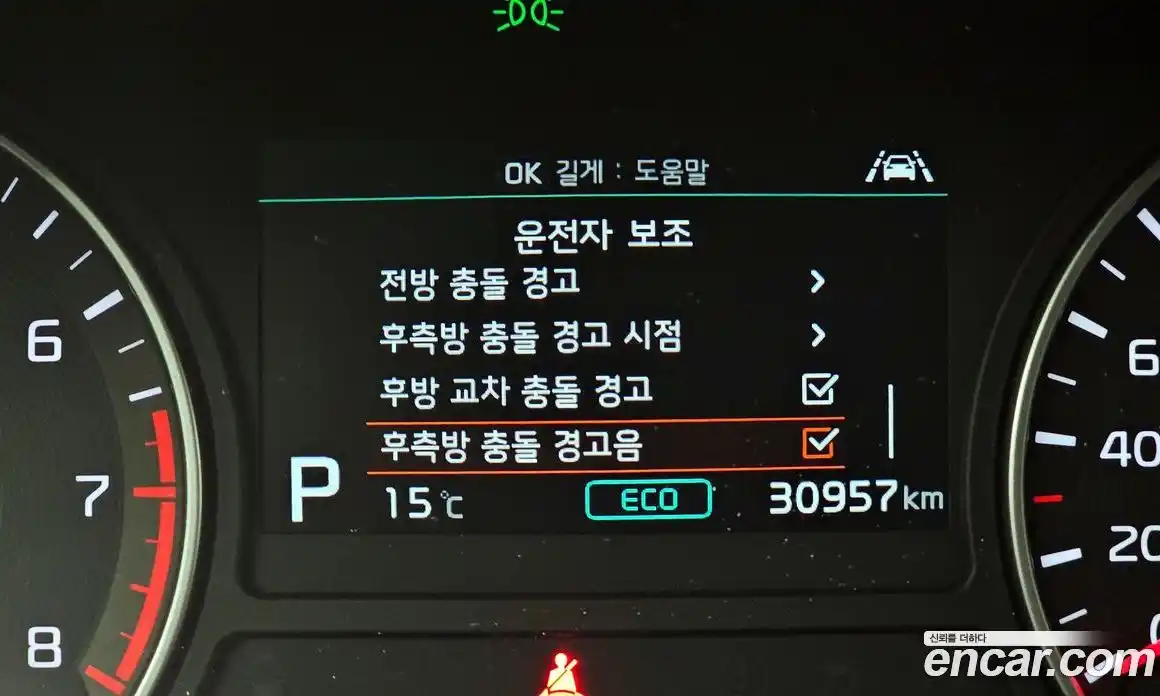 OK 길게 : 도움말
운전자 보조
전방 충돌 경고
후측방 충돌 경고 시점
후방 교차 충돌 경고
후측방 충돌 경고음
P 15℃ ECO 30957km
6
7
8
6
40
20
0
신뢰를 더하다
encar.com